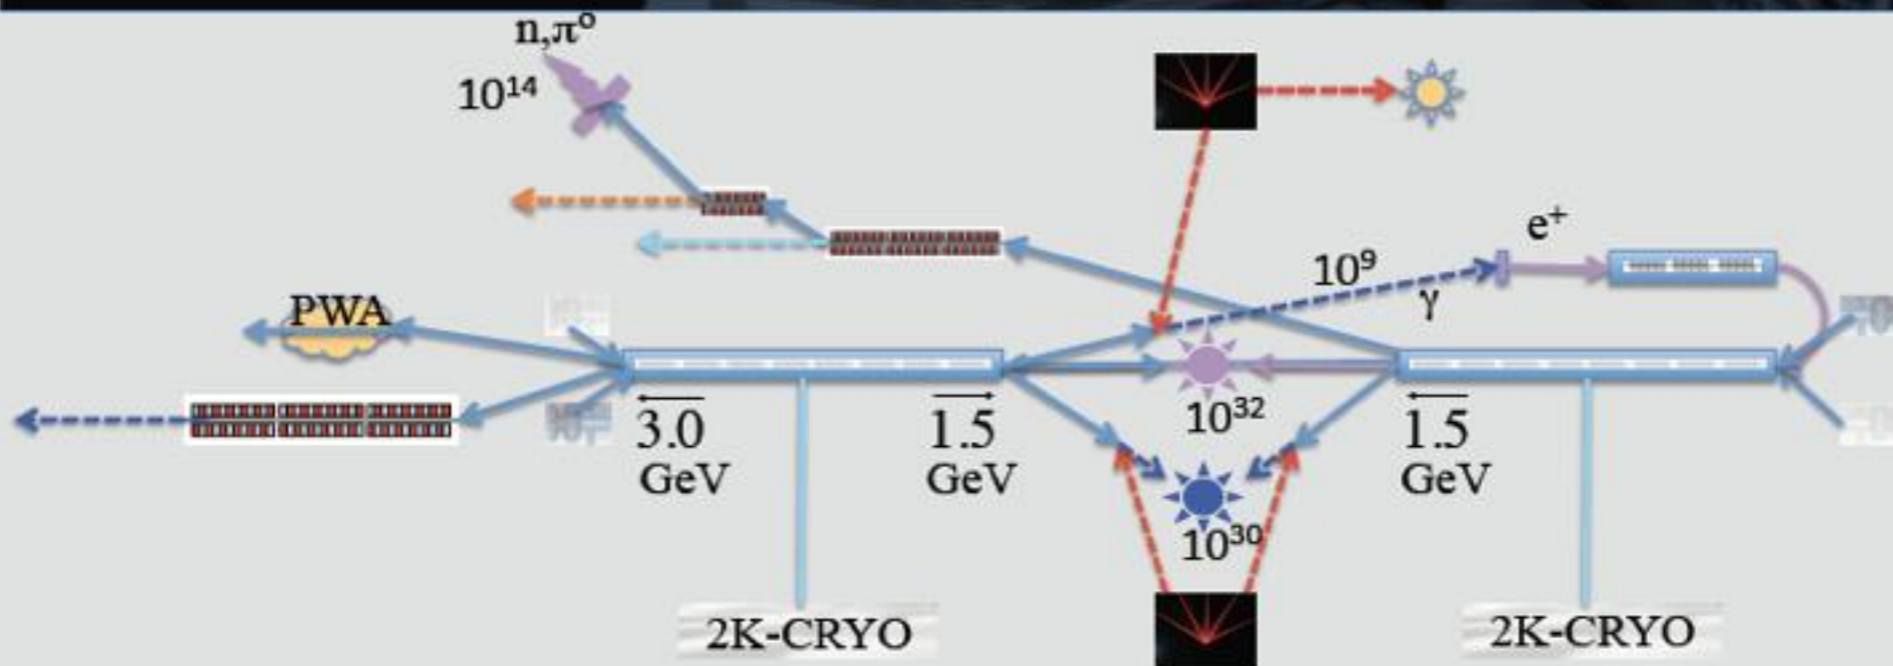 n,π⁰
10¹⁴
e⁺
10⁹
γ
PWA
10³²
3.0
GeV
1.5
GeV
1.5
GeV
10³⁰
2K-CRYO
2K-CRYO